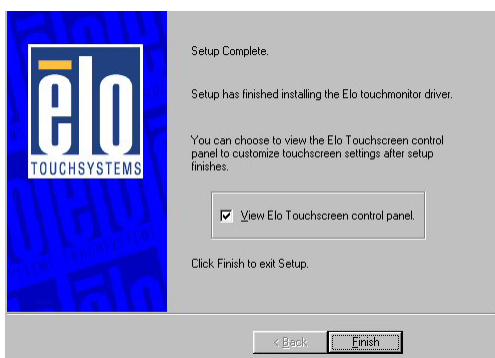 Setup Complete.
Setup has finished installing the Elo touchmonitor driver.
You can choose to view the Elo Touchscreen control
panel to customize touchscreen settings after setup
finishes.
ēlo
TOUCHSYSTEMS
View Elo Touchscreen control panel.
Click Finish to exit Setup.
< Back
Finish